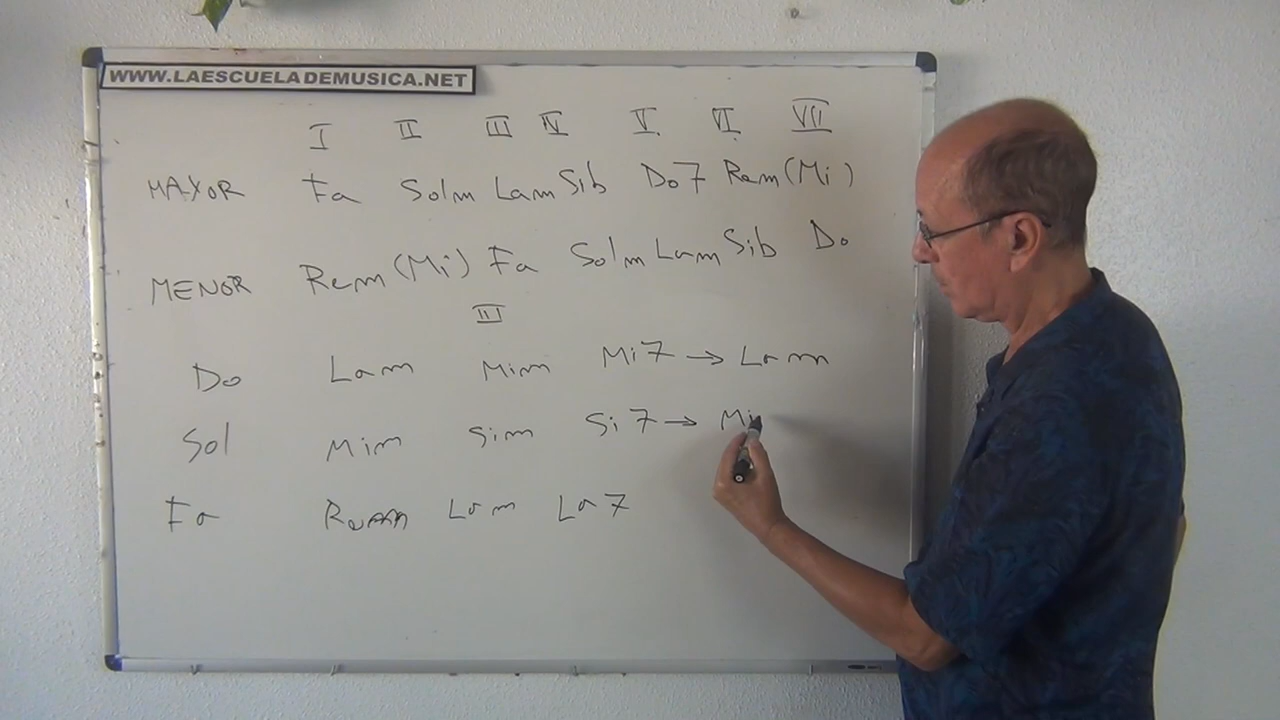 WWW.LAESCUELADEMUSICA.NET
I II III IV V VI VII
MAYOR Fa Solm Lam Sib Do7 Rem (Mi)
MENOR Rem (Mi) Fa Solm Lam Sib Do
III
Do Lam Mim Mi7 → Lam
Sol Mim Sim Si7 → Mi
Fa Lam La7